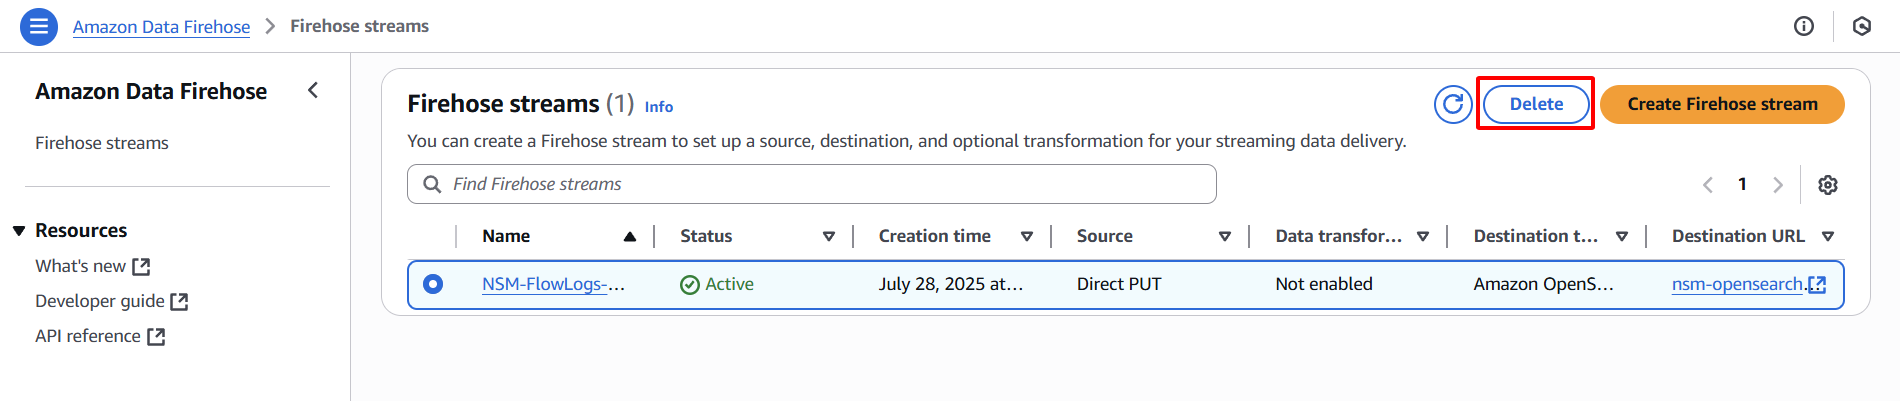 Amazon Data Firehose > Firehose streams
Amazon Data Firehose
Firehose streams
Resources
What's new
Developer guide
API reference
Firehose streams (1) Info
Delete
Create Firehose stream
You can create a Firehose stream to set up a source, destination, and optional transformation for your streaming data delivery.
Find Firehose streams
1
Name Status Creation time Source Data transfor... Destination t... Destination URL
NSM-FlowLogs-... Active July 28, 2025 at... Direct PUT Not enabled Amazon OpenS... nsm-opensearch...